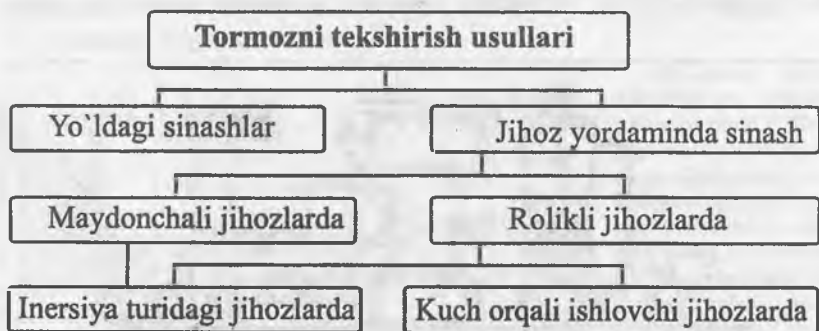 Tormozni tekshirish usullari
Yo`ldagi sinashlar
Jihoz yordaminda sinash
Maydonchali jihozlarda
Rolikli jihozlarda
Inersiya turidagi jihozlarda
Kuch orqali ishlovchi jihozlarda